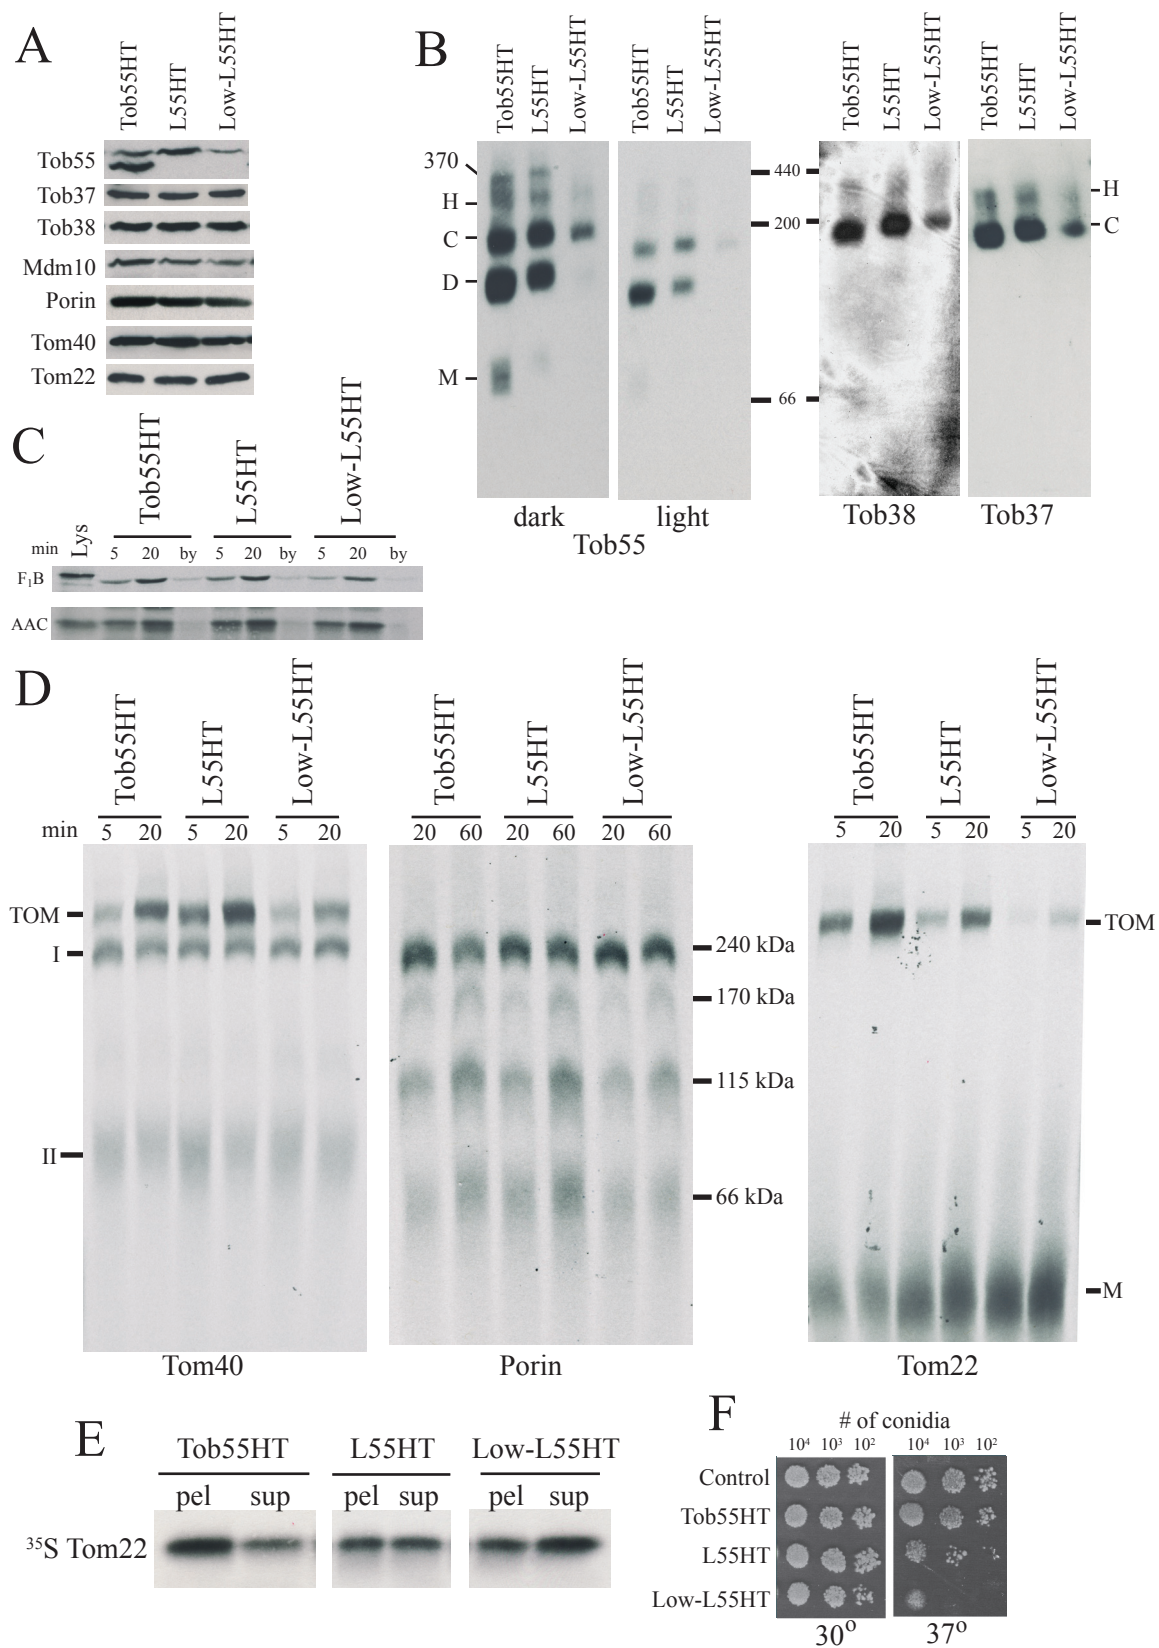 A
Tob55HT L55HT Low-L55HT
Tob55
Tob37
Tob38
Mdm10
Porin
Tom40
Tom22
B
Tob55HT L55HT Low-L55HT Tob55HT L55HT Low-L55HT Tob55HT L55HT Low-L55HT Tob55HT L55HT Low-L55HT
370
H
C
D
M
440
200
66
H
C
dark light
Tob55
Tob38 Tob37
C
Tob55HT L55HT Low-L55HT
min Lys 5 20 by 5 20 by 5 20 by
F₁B
AAC
D
Tob55HT L55HT Low-L55HT Tob55HT L55HT Low-L55HT Tob55HT L55HT Low-L55HT
min 5 20 5 20 5 20 20 60 20 60 20 60 5 20 5 20 5 20
TOM
I
II
240 kDa
170 kDa
115 kDa
66 kDa
TOM
M
Tom40 Porin Tom22
E
Tob55HT L55HT Low-L55HT
pel sup pel sup pel sup
³⁵S Tom22
F
# of conidia
10⁴ 10³ 10² 10⁴ 10³ 10²
Control
Tob55HT
L55HT
Low-L55HT
30° 37°